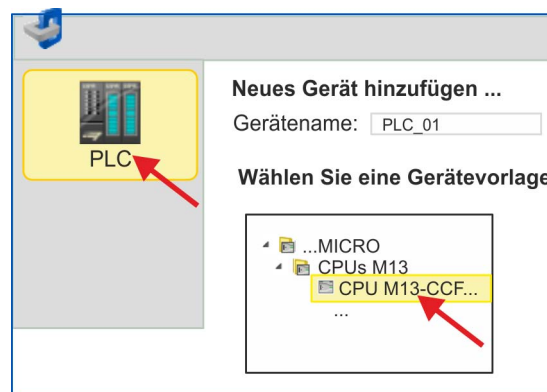 PLC
Neues Gerät hinzufügen ...
Gerätename: PLC_01
Wählen Sie eine Gerätevorlage
...MICRO
CPUs M13
CPU M13-CCF...
...